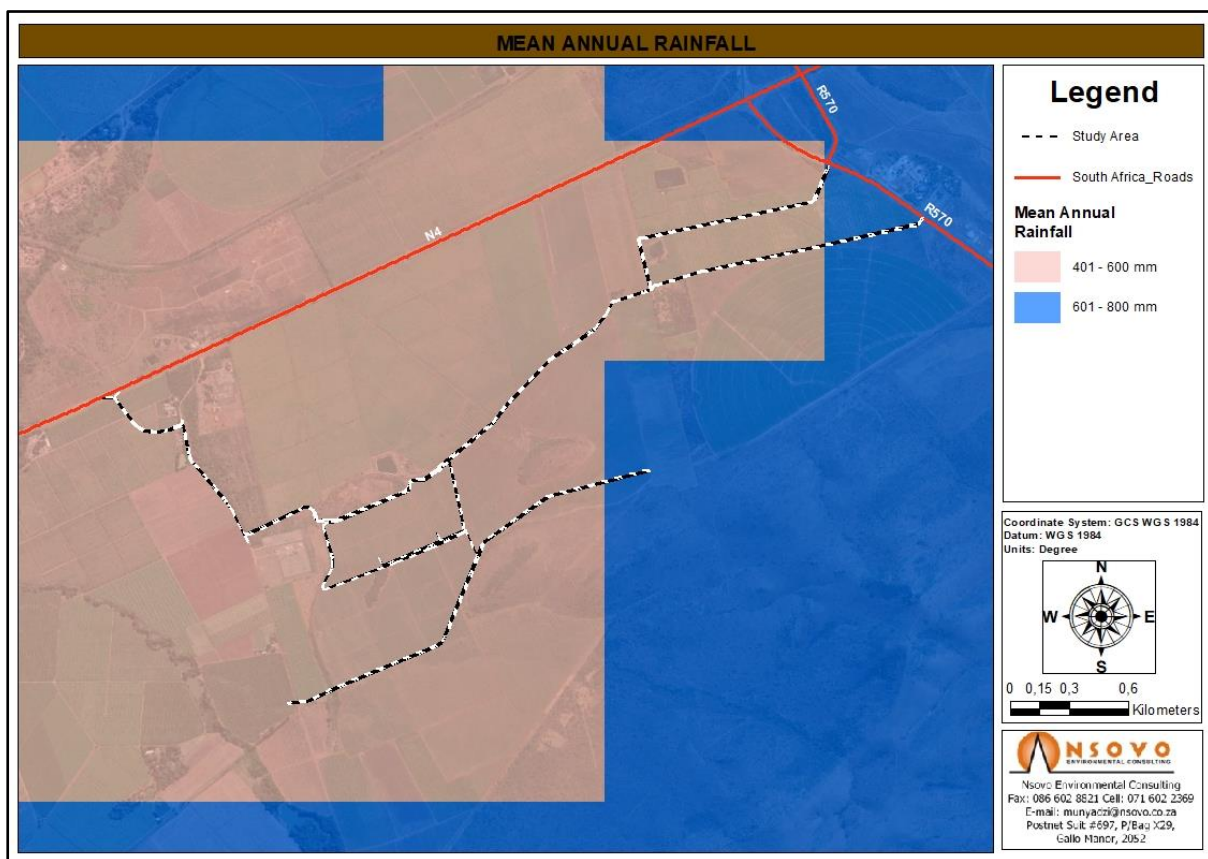 MEAN ANNUAL RAINFALL
R570
N4
R570
Legend
Study Area
South Africa_Roads
Mean Annual
Rainfall
401 - 600 mm
601 - 800 mm
Coordinate System: GCS WGS 1984
Datum: WGS 1984
Units: Degree
N
W E
S
0 0,15 0,3 0,6
Kilometers
NSOVO
ENVIRONMENTAL CONSULTING
Nsovo Environmental Consulting
Fax: 086 602 8821 Cell: 071 602 2369
E-mail: munyadzi@nsovo.co.za
Postnet Suit #697, P/Bag X29,
Gallo Manor, 2052